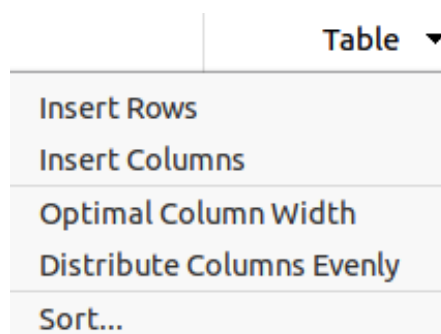 Table
Insert Rows
Insert Columns
Optimal Column Width
Distribute Columns Evenly
Sort...